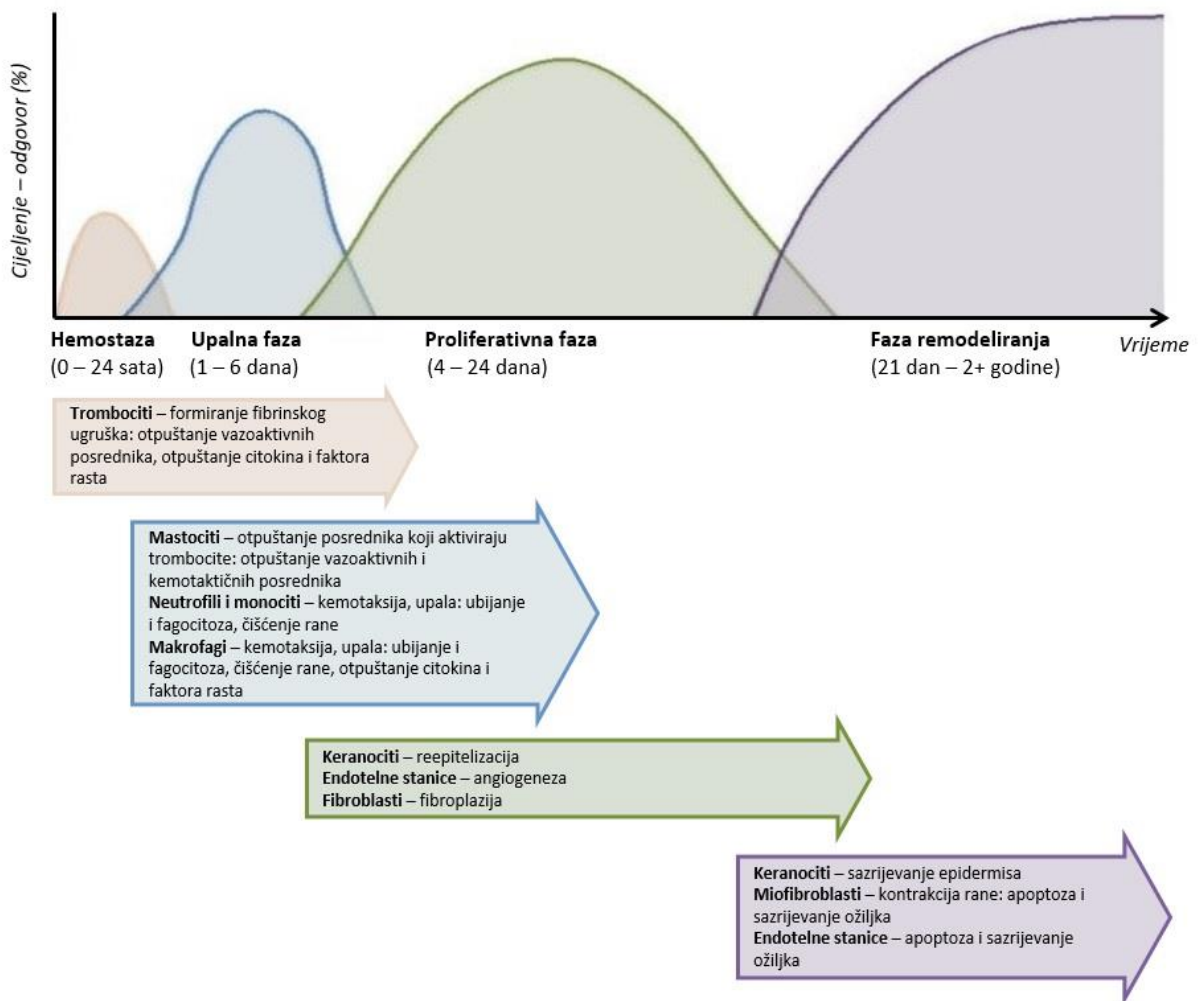 Cijeljenje – odgovor (%)
Hemostaza
(0 – 24 sata)
Upalna faza
(1 – 6 dana)
Proliferativna faza
(4 – 24 dana)
Faza remodeliranja
(21 dan – 2+ godine)
Vrijeme
Trombociti – formiranje fibrinskog
ugruška: otpuštanje vazoaktivnih
posrednika, otpuštanje citokina i faktora
rasta
Mastociti – otpuštanje posrednika koji aktiviraju
trombocite: otpuštanje vazoaktivnih i
kemotaktičnih posrednika
Neutrofili i monociti – kemotaksija, upala: ubijanje
i fagocitoza, čišćenje rane
Makrofagi – kemotaksija, upala: ubijanje i
fagocitoza, čišćenje rane, otpuštanje citokina i
faktora rasta
Keranociti – reepitelizacija
Endotelne stanice – angiogeneza
Fibroblasti – fibroplazija
Keranociti – sazrijevanje epidermisa
Miofibroblasti – kontrakcija rane: apoptoza i
sazrijevanje ožiljka
Endotelne stanice – apoptoza i sazrijevanje
ožiljka